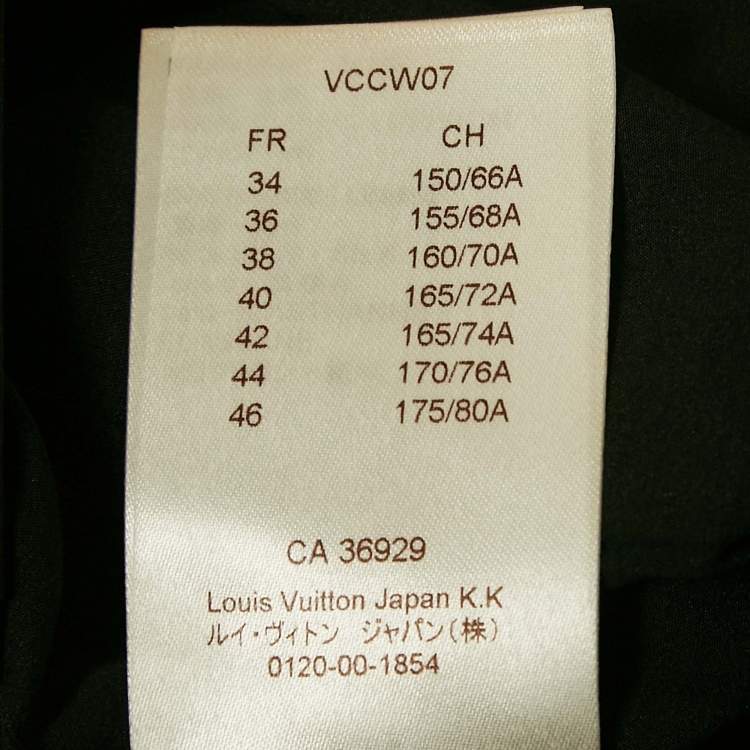 VCCW07
FR CH
34 150/66A
36 155/68A
38 160/70A
40 165/72A
42 165/74A
44 170/76A
46 175/80A
CA 36929
Louis Vuitton Japan K.K
ルイ・ヴィトン ジャパン(株)
0120-00-1854